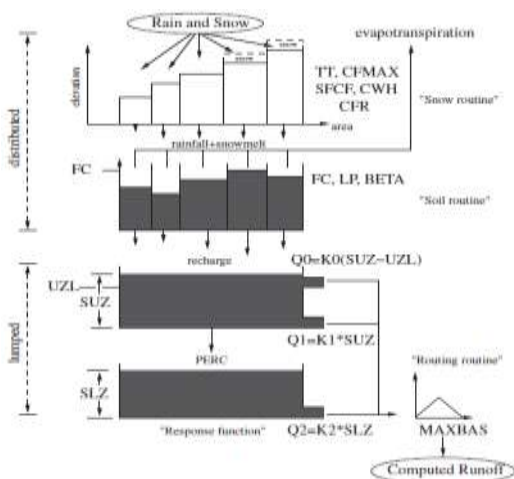 Rain and Snow
evapotranspiration
snow
snow
elevation
TT, CFMAX
SFCF, CWH
CFR
"Snow routine"
area
distributed
rainfall+snowmelt
FC
FC, LP, BETA
"Soil routine"
recharge
Q0=K0(SUZ-UZL)
UZL
SUZ
lumped
Q1=K1*SUZ
PERC
"Routing routine"
SLZ
"Response function"
Q2=K2*SLZ
MAXBAS
Computed Runoff